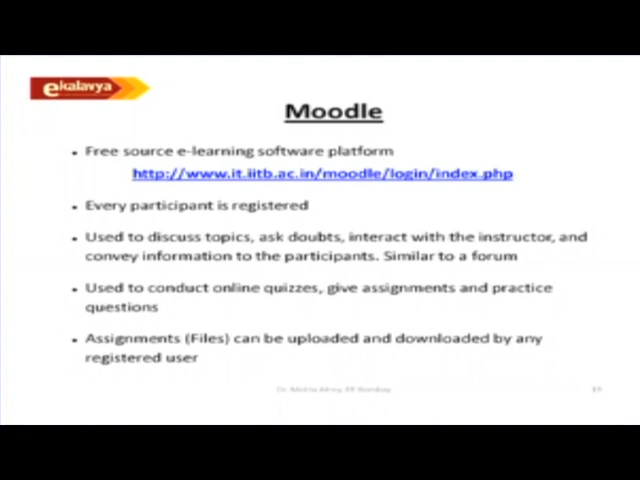 ekalavya
Moodle
• Free source e-learning software platform
http://www.it.iitb.ac.in/moodle/login/index.php
• Every participant is registered
• Used to discuss topics, ask doubts, interact with the instructor, and
convey information to the participants. Similar to a forum
• Used to conduct online quizzes, give assignments and practice
questions
• Assignments (Files) can be uploaded and downloaded by any
registered user